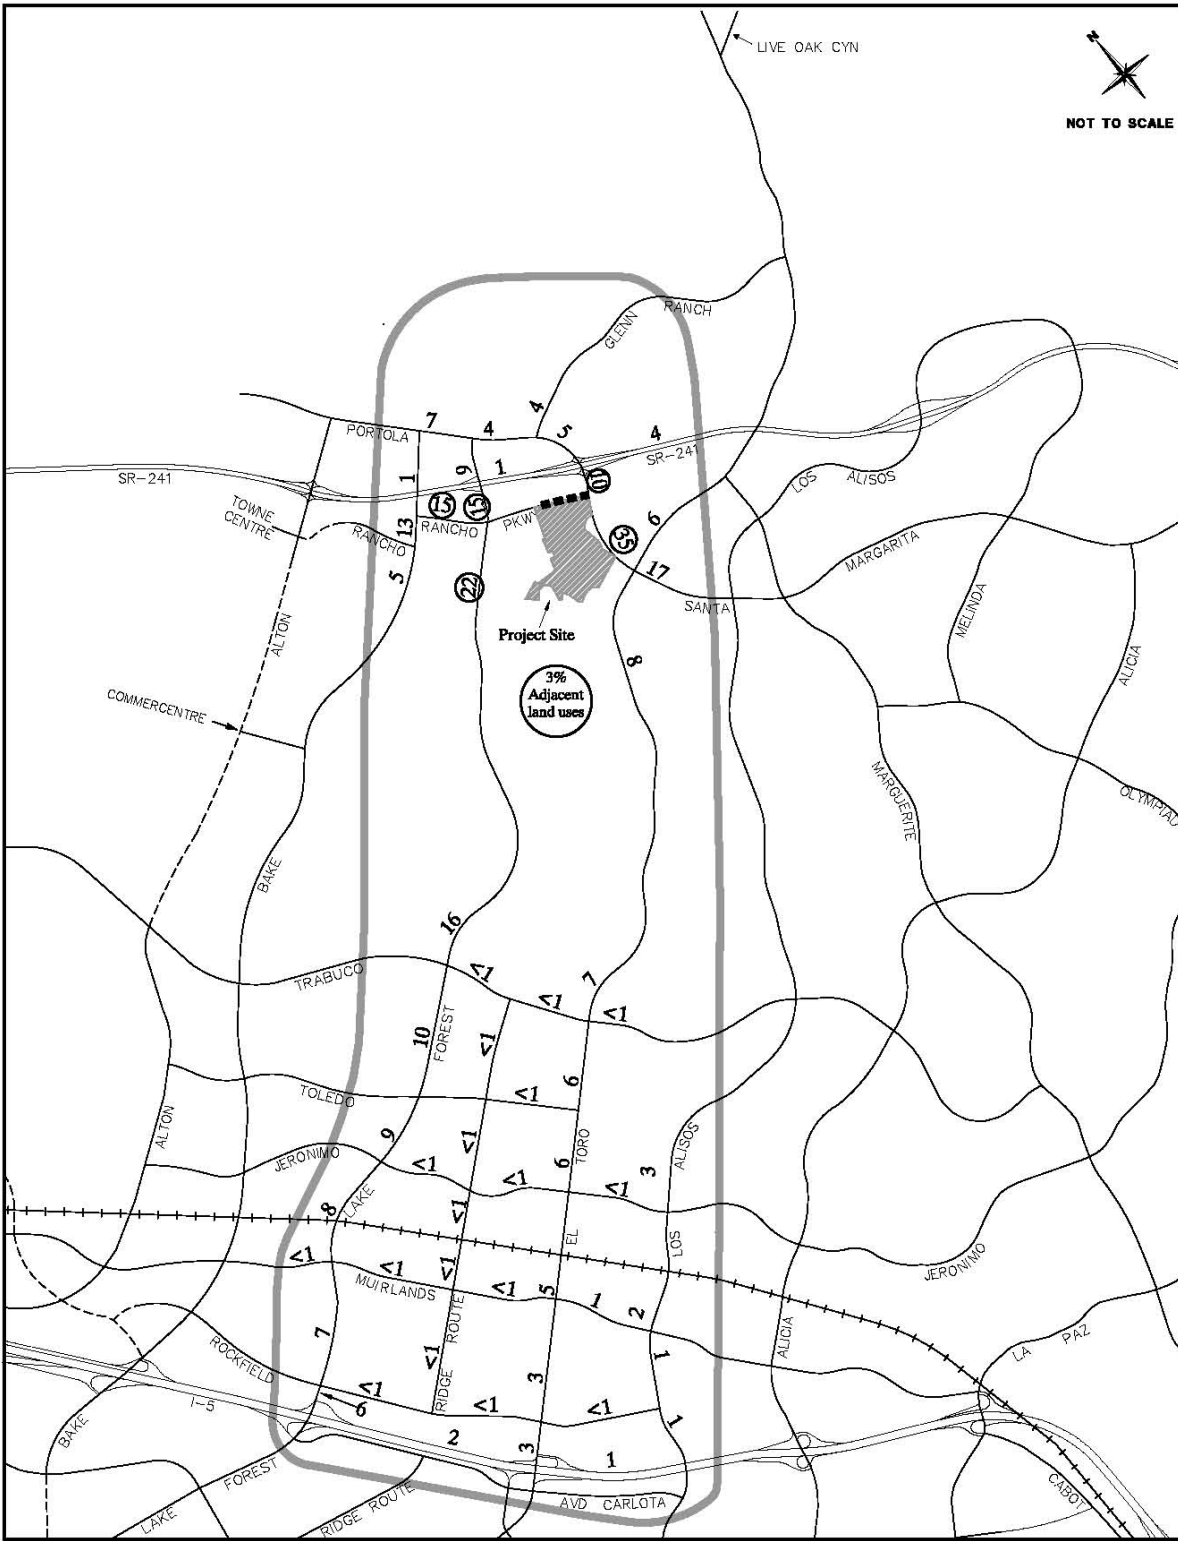 LIVE OAK CYN
N
NOT TO SCALE
GLENN
RANCH
4
7
4
5
4
PORTOLA
SR-241
SR-241
1
9
1
10
LOS
ALISOS
15
15
TOWNE
CENTRE
RANCHO
13
RANCHO
PKWY
35
6
MARGARITA
5
22
17
SANTA
MELINDA
ALTON
Project Site
8
ALICIA
3%
Adjacent
land uses
COMMERCENTRE
MARGUERITE
OLYMPIAD
BAKE
16
TRABUCO
<1
<1
7
<1
10
FOREST
<1
6
TOLEDO
<1
ALTON
9
<1
TORO
ALISOS
JERONIMO
<1
<1
6
<1
3
8
LAKE
<1
EL
LOS
JERONIMO
<1
<1
<1
MUIRLANDS
<1
5
1
2
7
ROUTE
ALICIA
LA PAZ
ROCKFIELD
<1
RIDGE
1
I-5
<1
6
<1
3
<1
1
BAKE
2
3
1
FOREST
LAKE
RIDGE ROUTE
AVD CARLOTA
CABOT